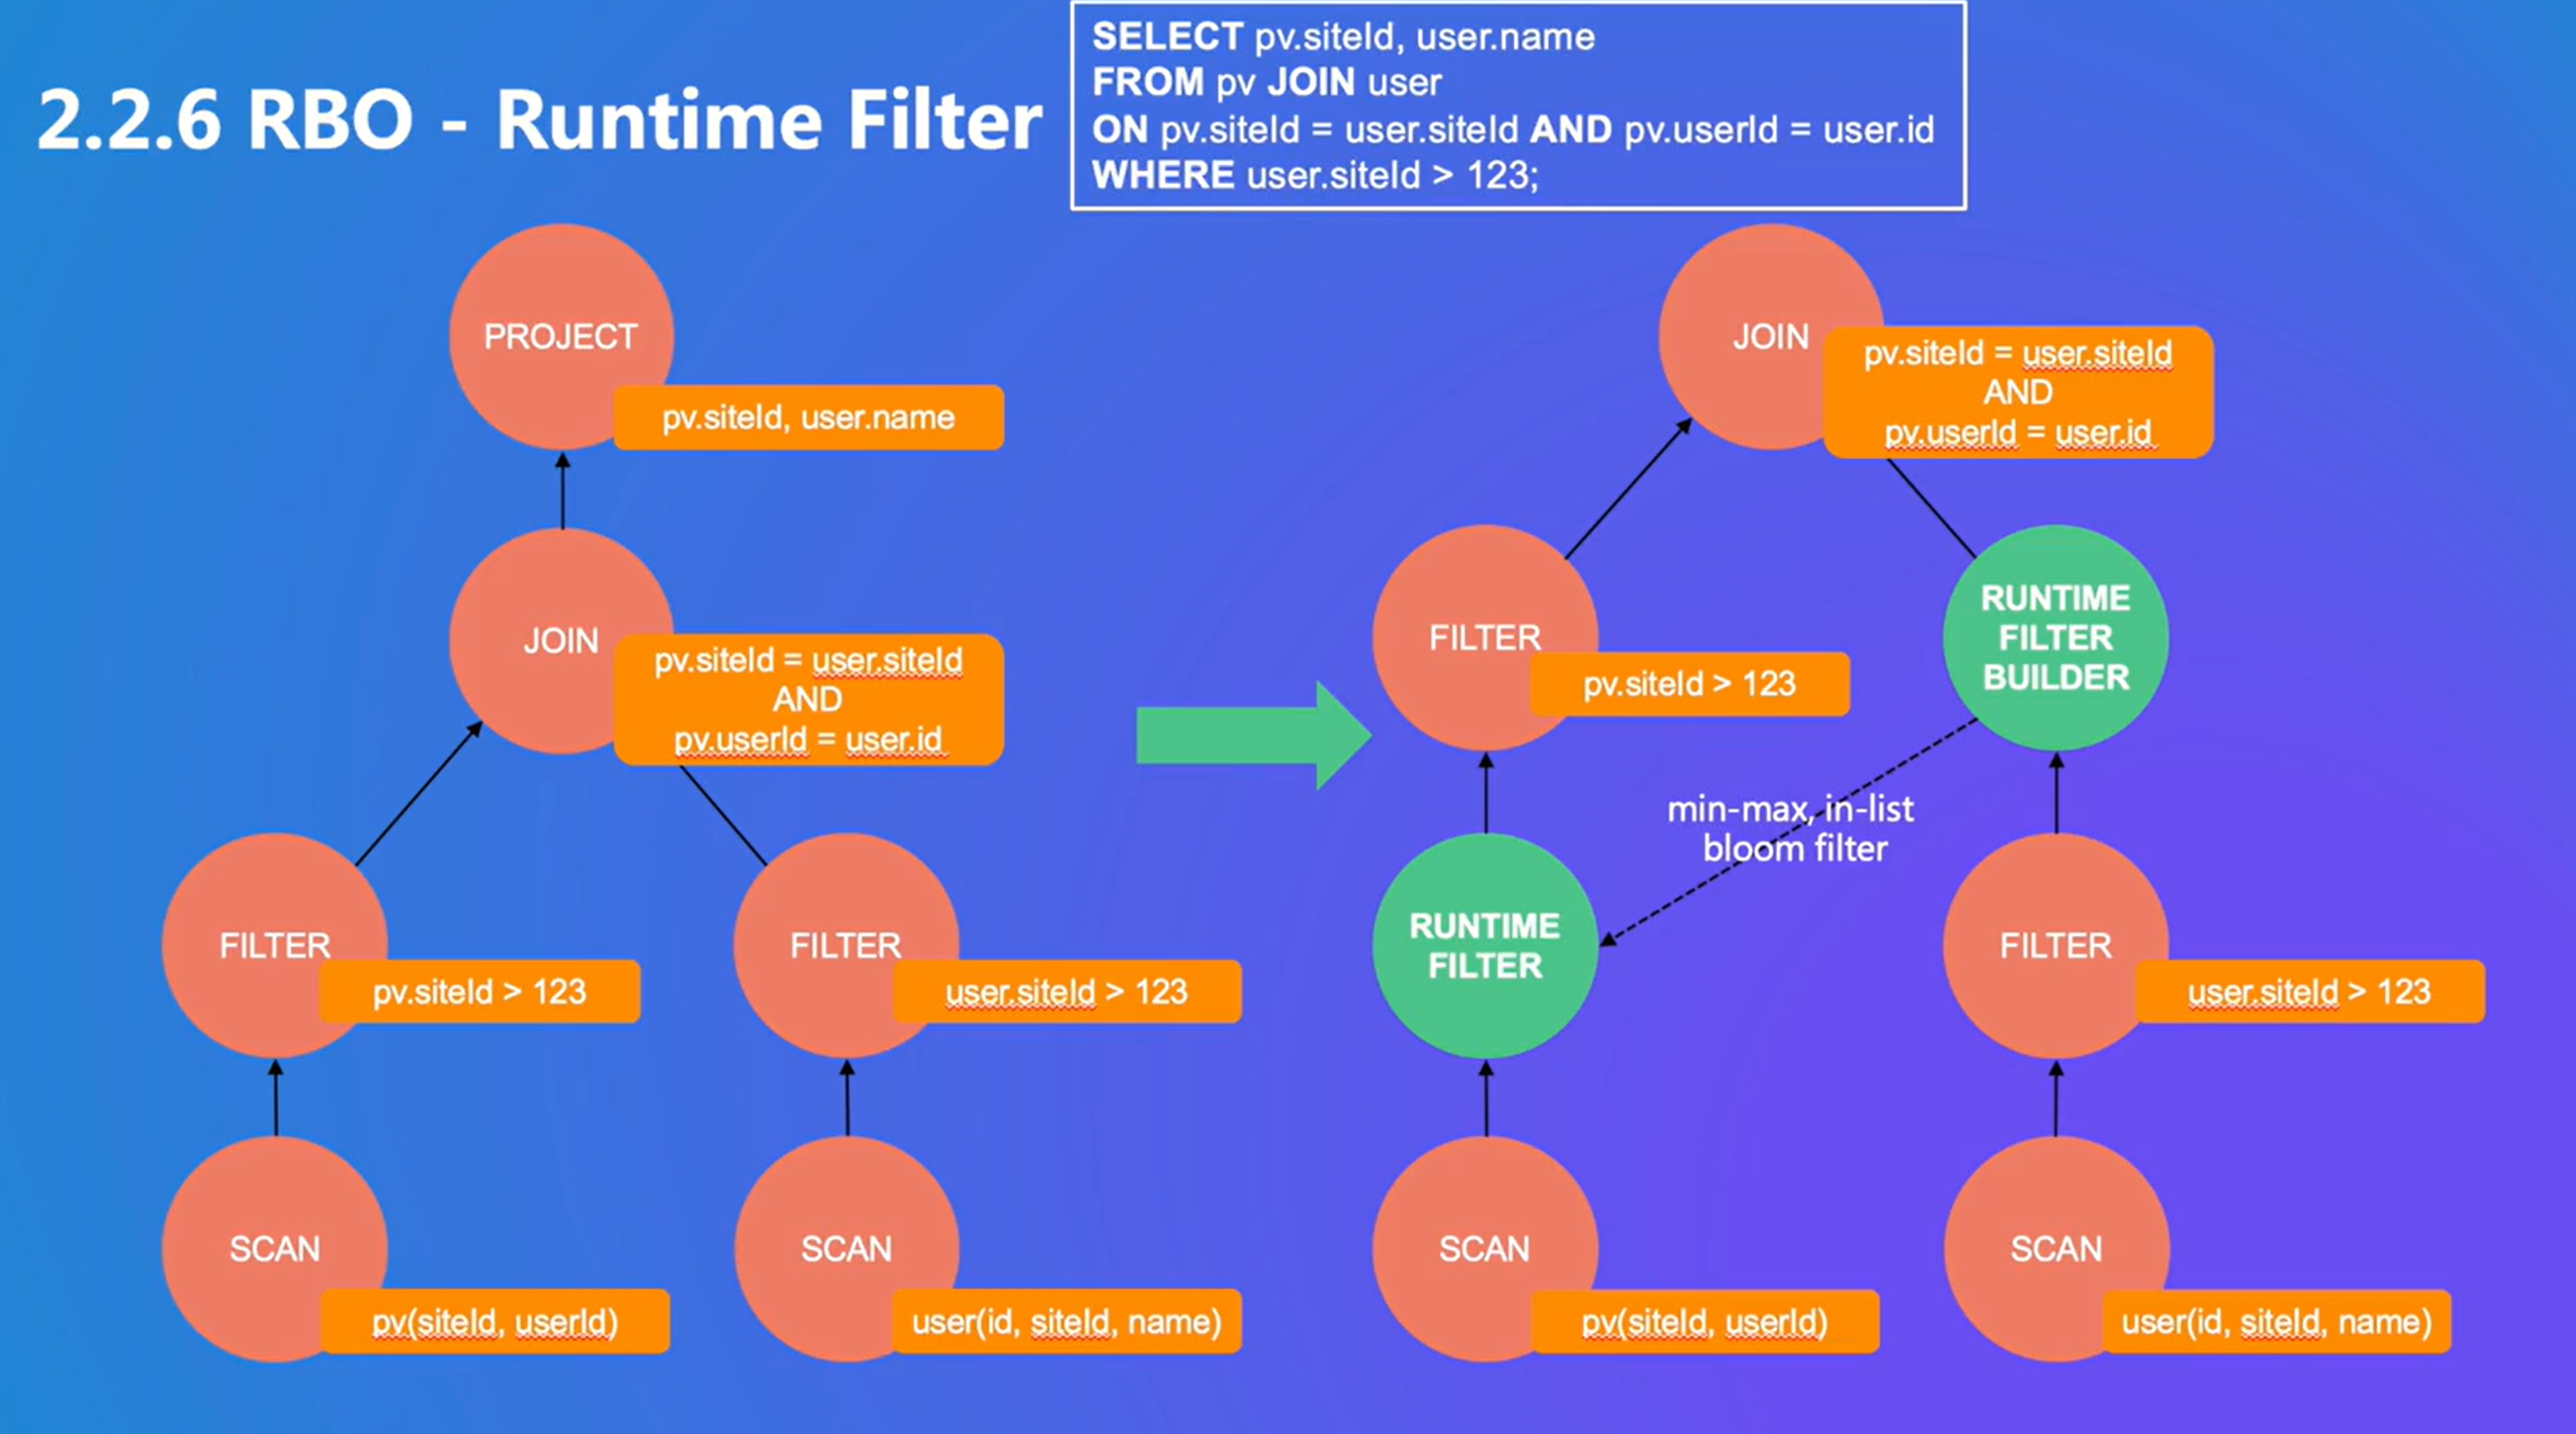 2.2.6 RBO - Runtime Filter
SELECT pv.siteId, user.name
FROM pv JOIN user
ON pv.siteId = user.siteId AND pv.userId = user.id
WHERE user.siteId > 123;
PROJECT
pv.siteId, user.name
JOIN
pv.siteId = user.siteId
AND
pv.userId = user.id
FILTER
pv.siteId > 123
FILTER
user.siteId > 123
SCAN
pv(siteId, userId)
SCAN
user(id, siteId, name)
JOIN
pv.siteId = user.siteId
AND
pv.userId = user.id
FILTER
pv.siteId > 123
RUNTIME
FILTER
BUILDER
min-max, in-list
bloom filter
RUNTIME
FILTER
FILTER
user.siteId > 123
SCAN
pv(siteId, userId)
SCAN
user(id, siteId, name)